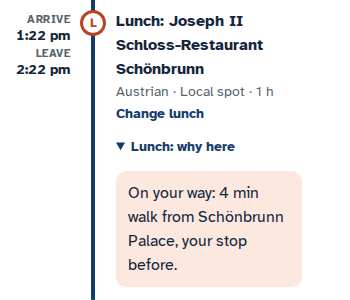 ARRIVE
1:22 pm
LEAVE
2:22 pm
L
Lunch: Joseph II
Schloss-Restaurant
Schönbrunn
Austrian · Local spot · 1 h
Change lunch
▼ Lunch: why here
On your way: 4 min
walk from Schönbrunn
Palace, your stop
before.